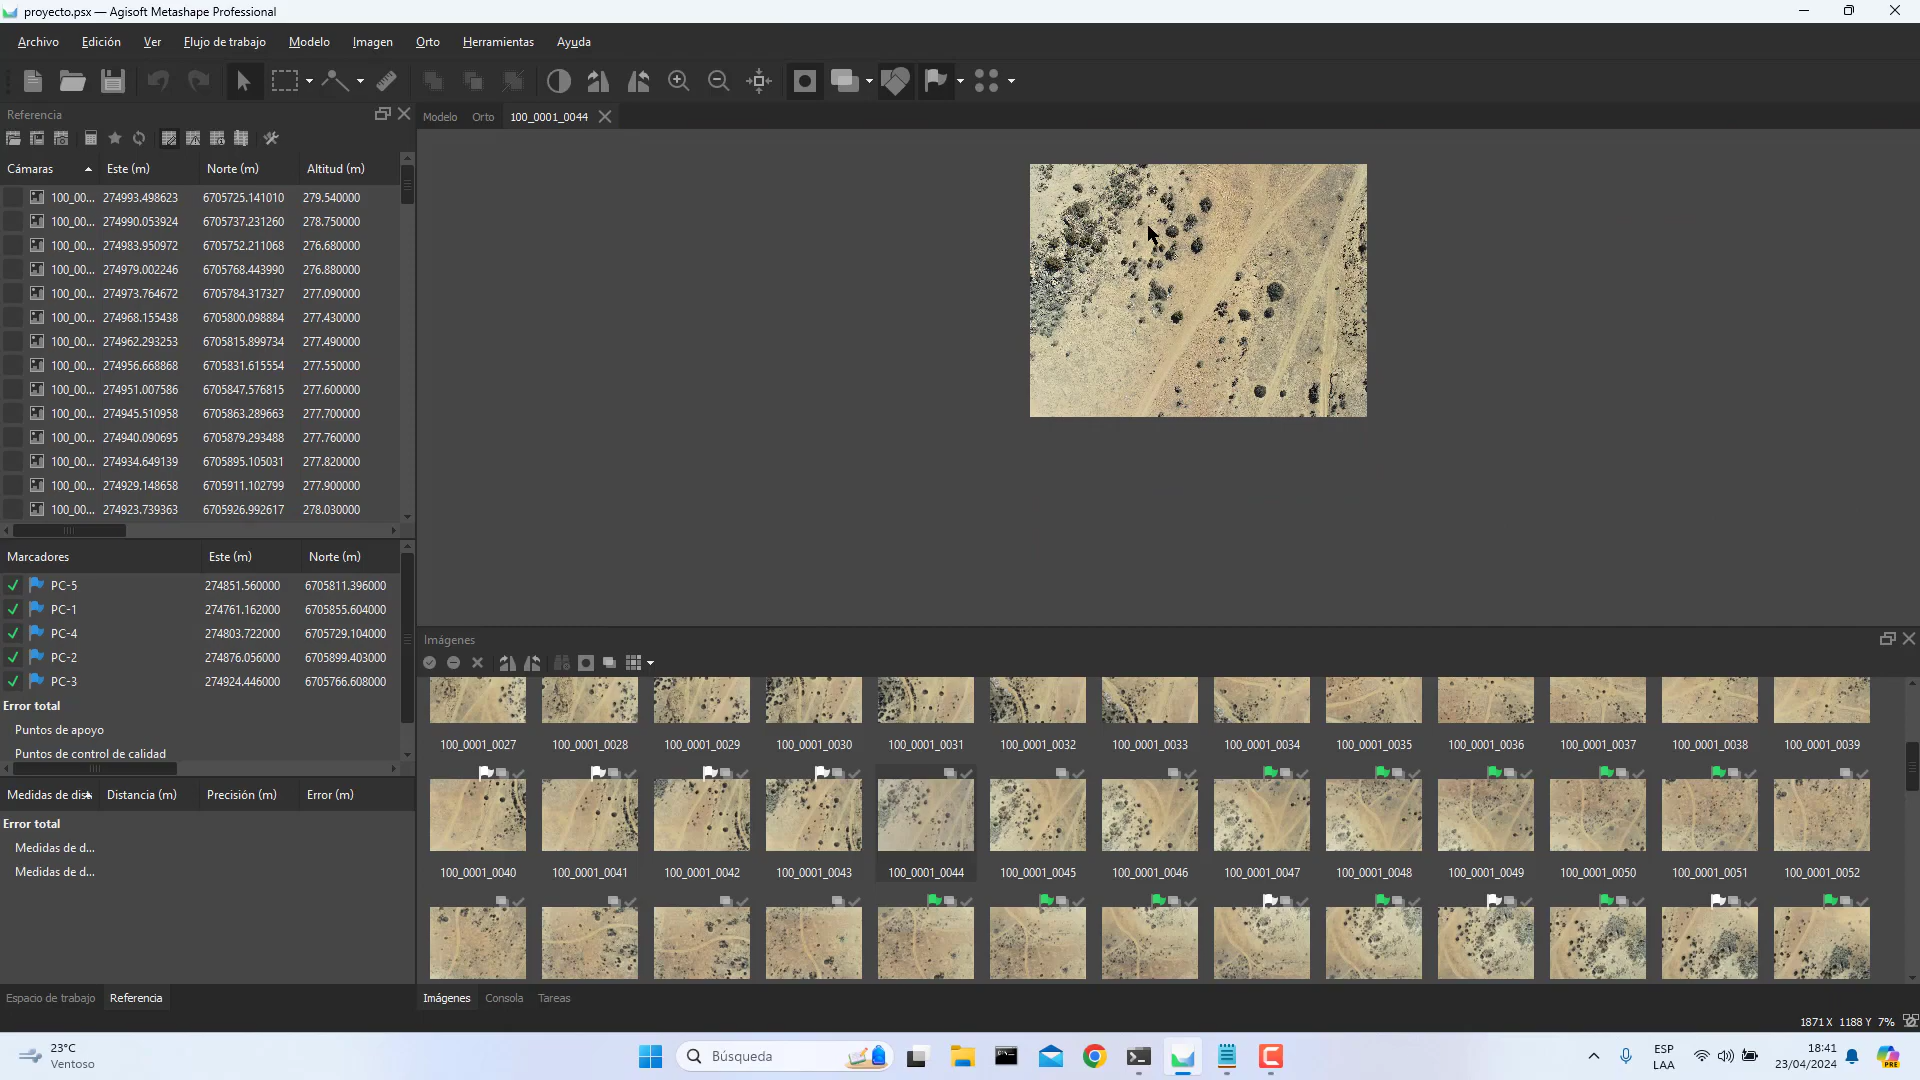 proyecto.psx — Agisoft Metashape Professional
Archivo Edición Ver Flujo de trabajo Modelo Imagen Orto Herramientas Ayuda
Referencia
Modelo Orto 100_0001_0044
Cámaras Este (m) Norte (m) Altitud (m)
100_00... 274993.498623 6705725.141010 279.540000
100_00... 274990.053924 6705737.231260 278.750000
100_00... 274983.950972 6705752.211068 276.680000
100_00... 274979.002246 6705768.443990 276.880000
100_00... 274973.764672 6705784.317327 277.090000
100_00... 274968.155438 6705800.098884 277.430000
100_00... 274962.293253 6705815.899734 277.490000
100_00... 274956.668868 6705831.615554 277.550000
100_00... 274951.007586 6705847.576815 277.600000
100_00... 274945.510958 6705863.289663 277.700000
100_00... 274940.090695 6705879.293488 277.760000
100_00... 274934.649139 6705895.105031 277.820000
100_00... 274929.148658 6705911.102799 277.900000
100_00... 274923.739363 6705926.992617 278.030000
Marcadores Este (m) Norte (m)
PC-5 274851.560000 6705811.396000
PC-1 274761.162000 6705855.604000
PC-4 274803.722000 6705729.104000
PC-2 274876.056000 6705899.403000
PC-3 274924.446000 6705766.608000
Error total
Puntos de apoyo
Puntos de control de calidad
Medidas de dist Distancia (m) Precisión (m) Error (m)
Error total
Medidas de d...
Medidas de d...
Espacio de trabajo Referencia
Imágenes
100_0001_0027 100_0001_0028 100_0001_0029 100_0001_0030 100_0001_0031 100_0001_0032 100_0001_0033 100_0001_0034 100_0001_0035 100_0001_0036 100_0001_0037 100_0001_0038 100_0001_0039
100_0001_0040 100_0001_0041 100_0001_0042 100_0001_0043 100_0001_0044 100_0001_0045 100_0001_0046 100_0001_0047 100_0001_0048 100_0001_0049 100_0001_0050 100_0001_0051 100_0001_0052
Imágenes Consola Tareas
1871 X 1188 Y 7%
23°C
Ventoso
Búsqueda
ESP
LAA
18:41
23/04/2024
PRE